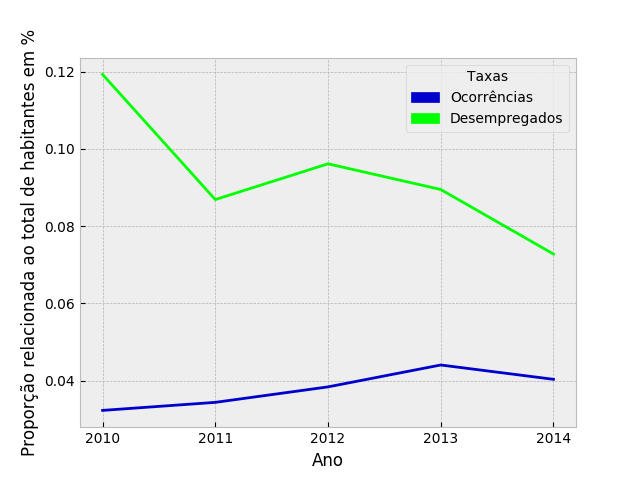 Proporção relacionada ao total de habitantes em %
0.12
0.10
0.08
0.06
0.04
Taxas
Ocorrências
Desempregados
2010 2011 2012 2013 2014
Ano